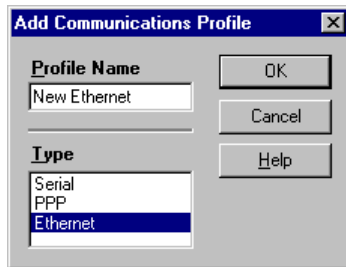 Add Communications Profile
Profile Name
New Ethernet
Type
Serial
PPP
Ethernet
OK
Cancel
Help